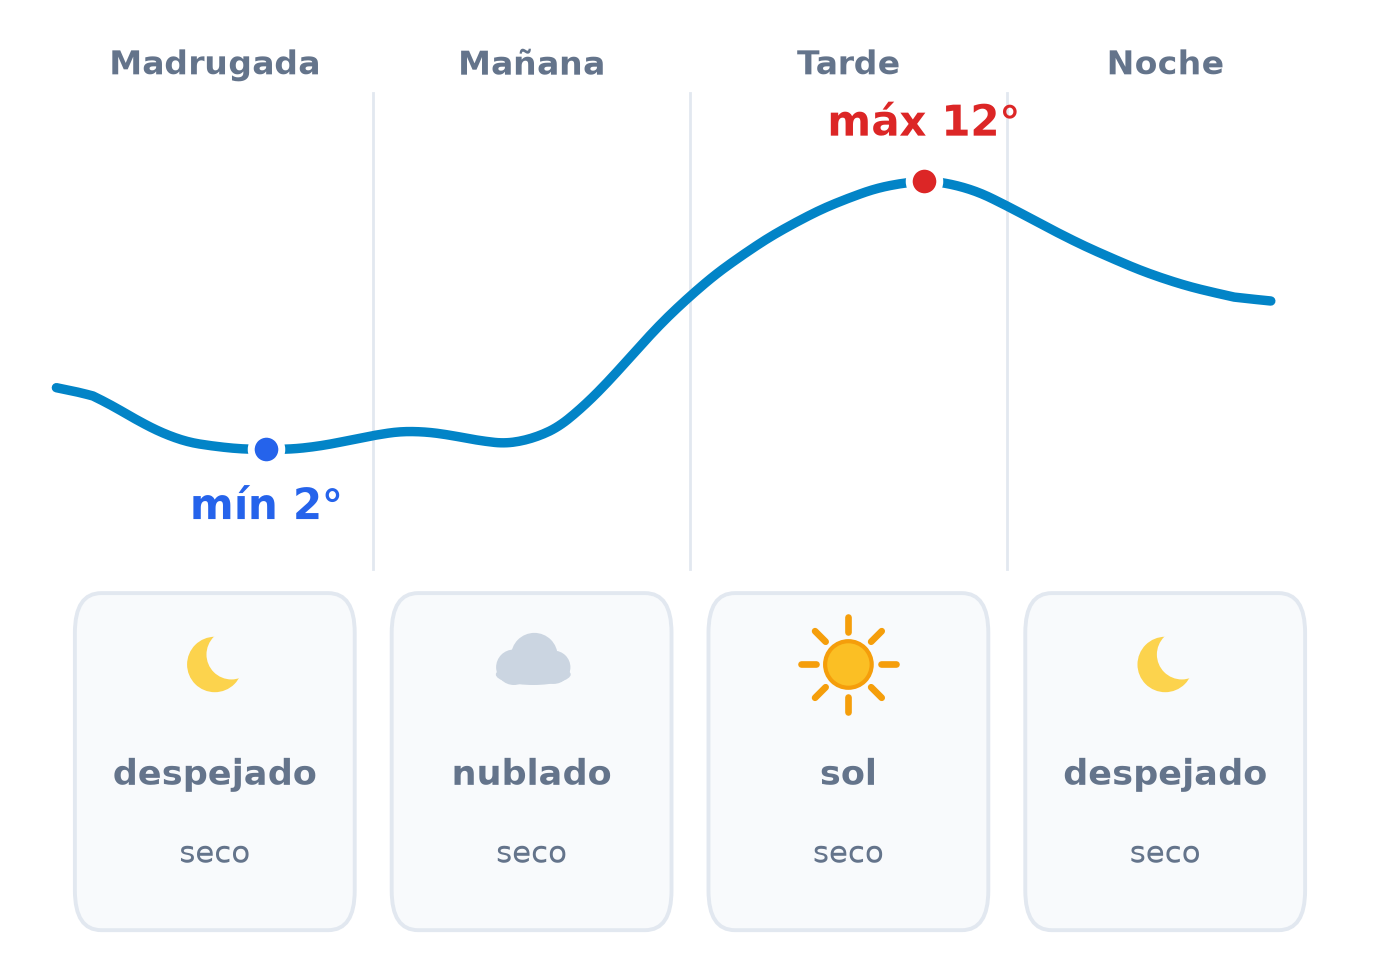 Madrugada
Mañana
Tarde
Noche
máx 12°
mín 2°
despejado
nublado
sol
despejado
seco
seco
seco
seco